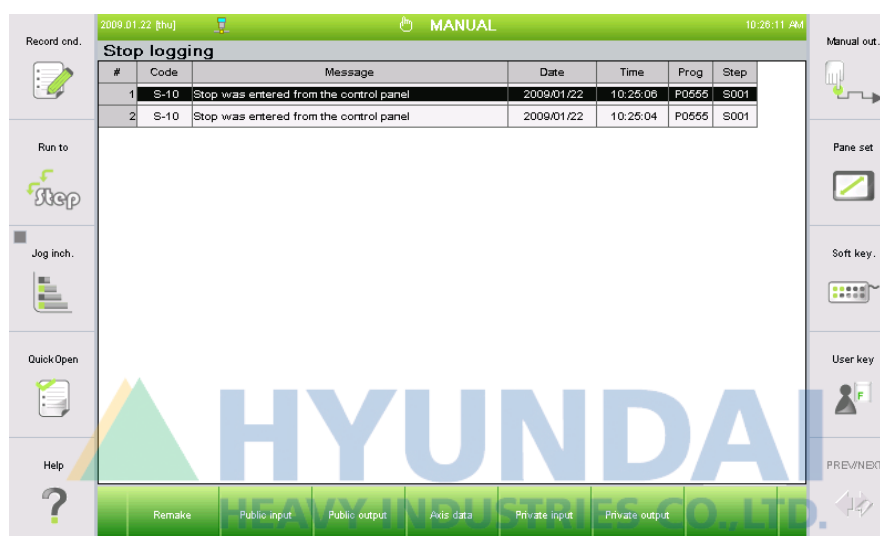 2009.01.22 [thu] MANUAL 10:26:11 AM
Record cnd.
Run to
Step
Jog inch.
Quick Open
Help
Stop logging
# Code Message Date Time Prog Step
1 S-10 Stop was entered from the control panel 2009/01/22 10:25:06 P0555 S001
2 S-10 Stop was entered from the control panel 2009/01/22 10:25:04 P0555 S001
Manual out.
Pane set
Soft key.
User key
F
PREV/NEXT
HYUNDAI
HEAVY INDUSTRIES CO.,LTD.
Remake Public input Public output Axis data Private input Private output